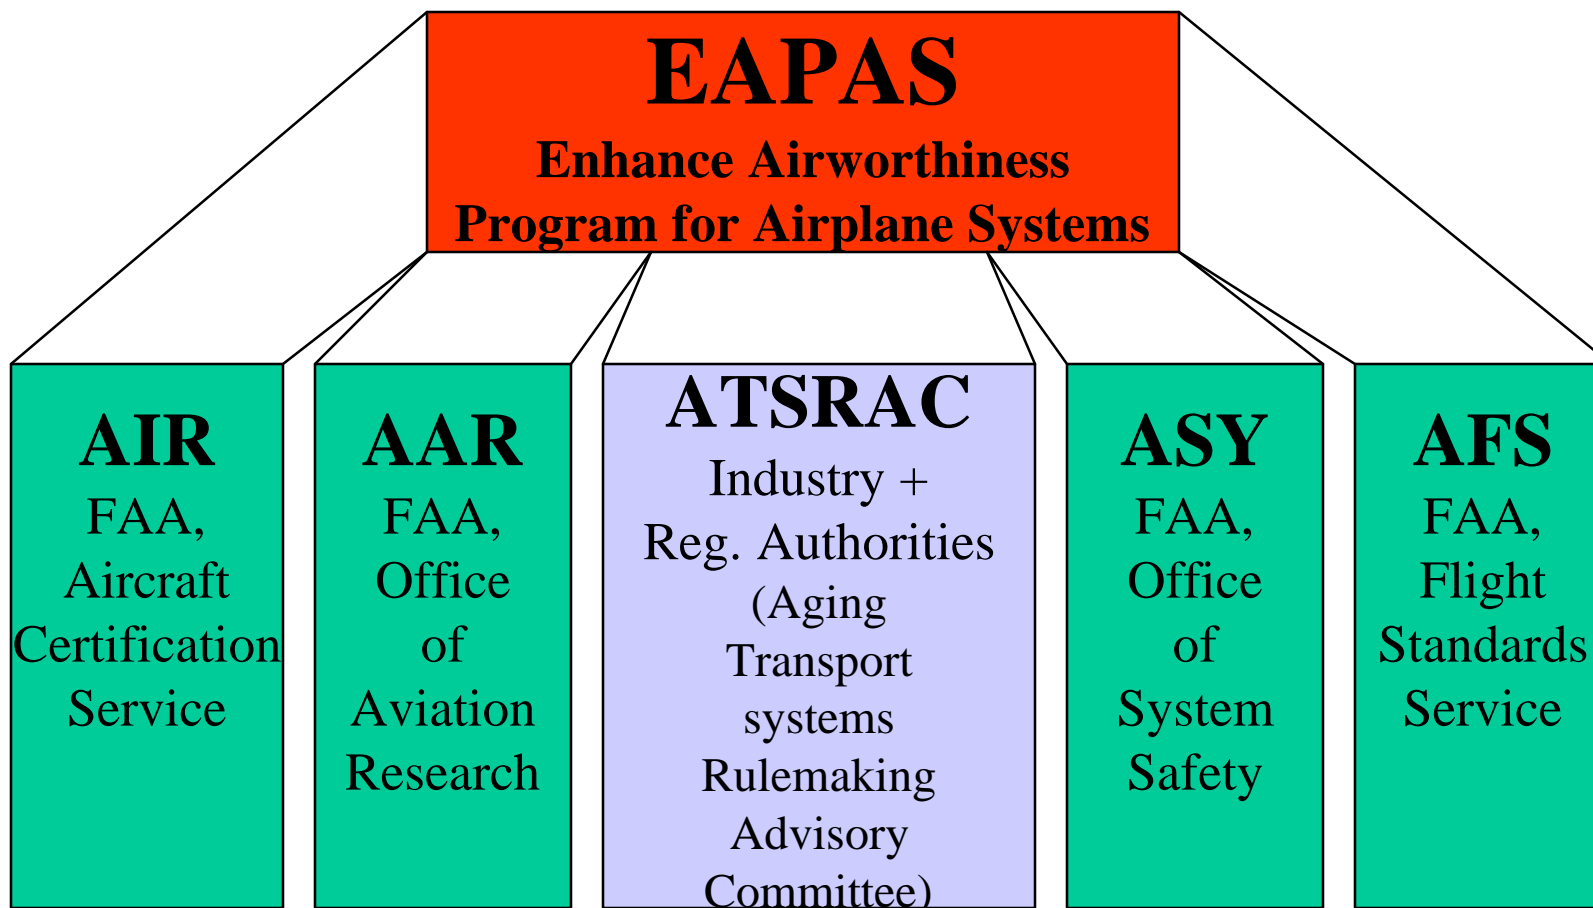 EAPAS
Enhance Airworthiness
Program for Airplane Systems
AIR
FAA,
Aircraft
Certification
Service
AAR
FAA,
Office
of
Aviation
Research
ATSRAC
Industry +
Reg. Authorities
(Aging
Transport
systems
Rulemaking
Advisory
Committee)
ASY
FAA,
Office
of
System
Safety
AFS
FAA,
Flight
Standards
Service